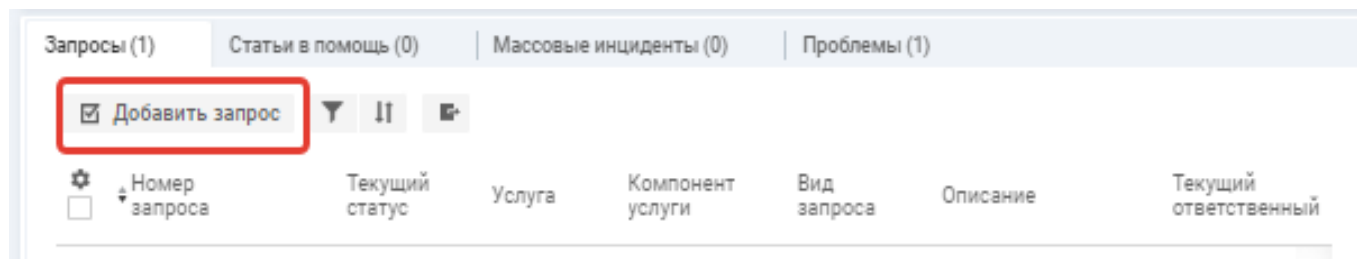 Запросы (1) Статьи в помощь (0) Массовые инциденты (0) Проблемы (1)
Добавить запрос
Номер запроса Текущий статус Услуга Компонент услуги Вид запроса Описание Текущий ответственный